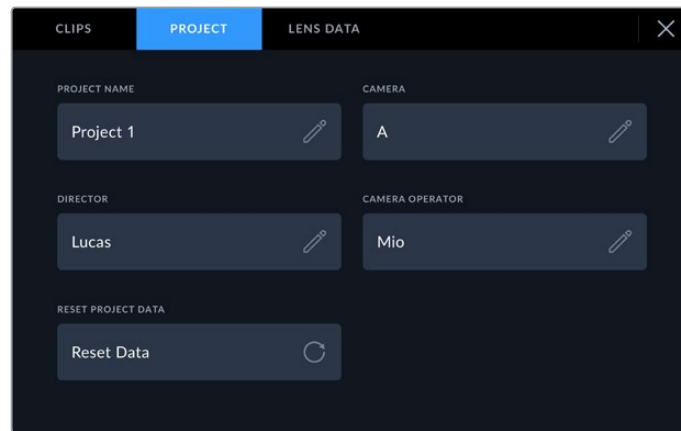 CLIPS PROJECT LENS DATA
PROJECT NAME CAMERA
Project 1 A
DIRECTOR CAMERA OPERATOR
Lucas Mio
RESET PROJECT DATA
Reset Data